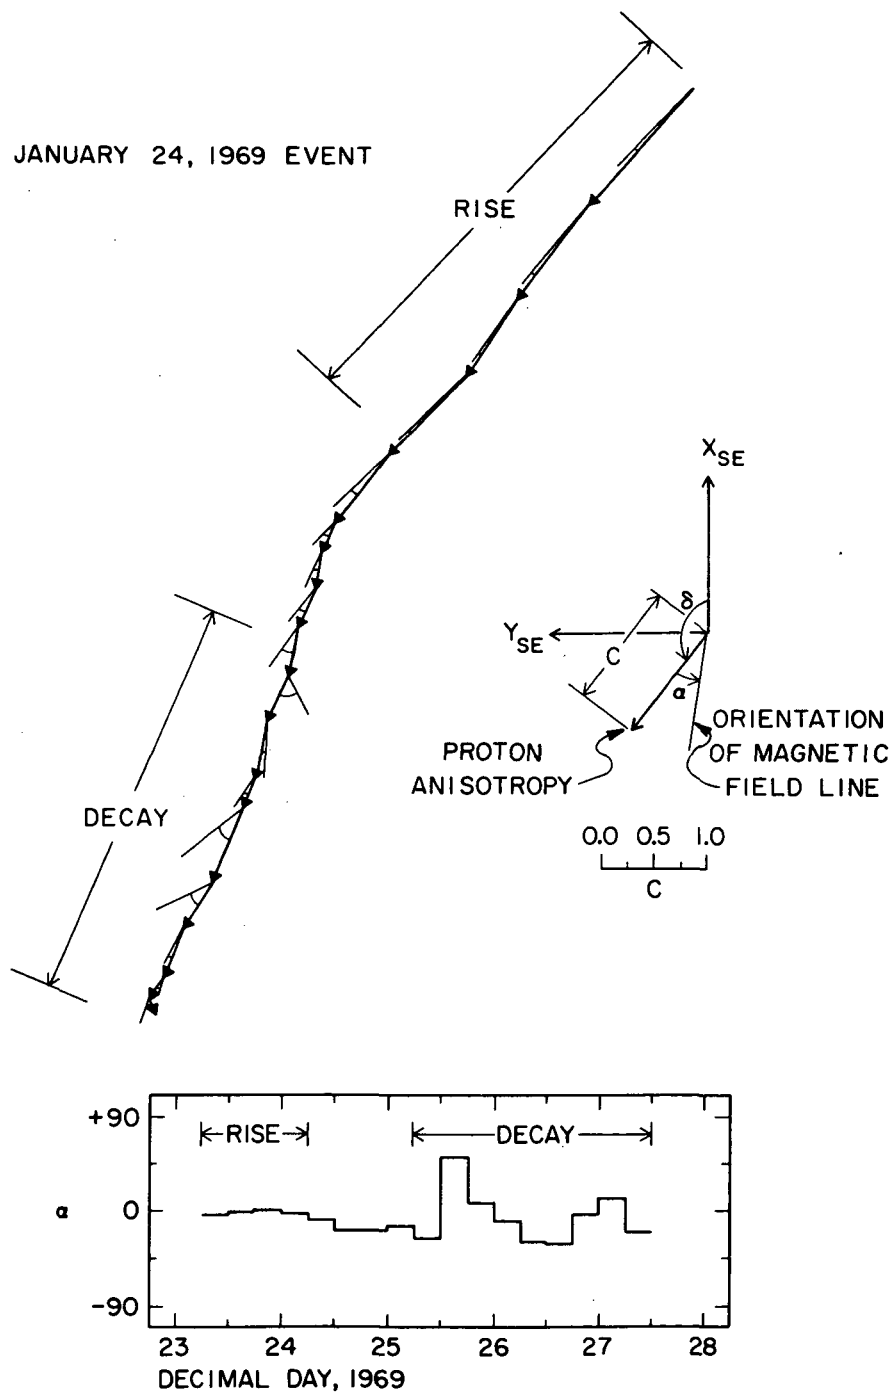 JANUARY 24, 1969 EVENT
RISE
DECAY
X_SE
Y_SE
δ
C
α
PROTON
ANISOTROPY
ORIENTATION
OF MAGNETIC
FIELD LINE
0.0 0.5 1.0
C
+90
0
-90
α
RISE
DECAY
23 24 25 26 27 28
DECIMAL DAY, 1969